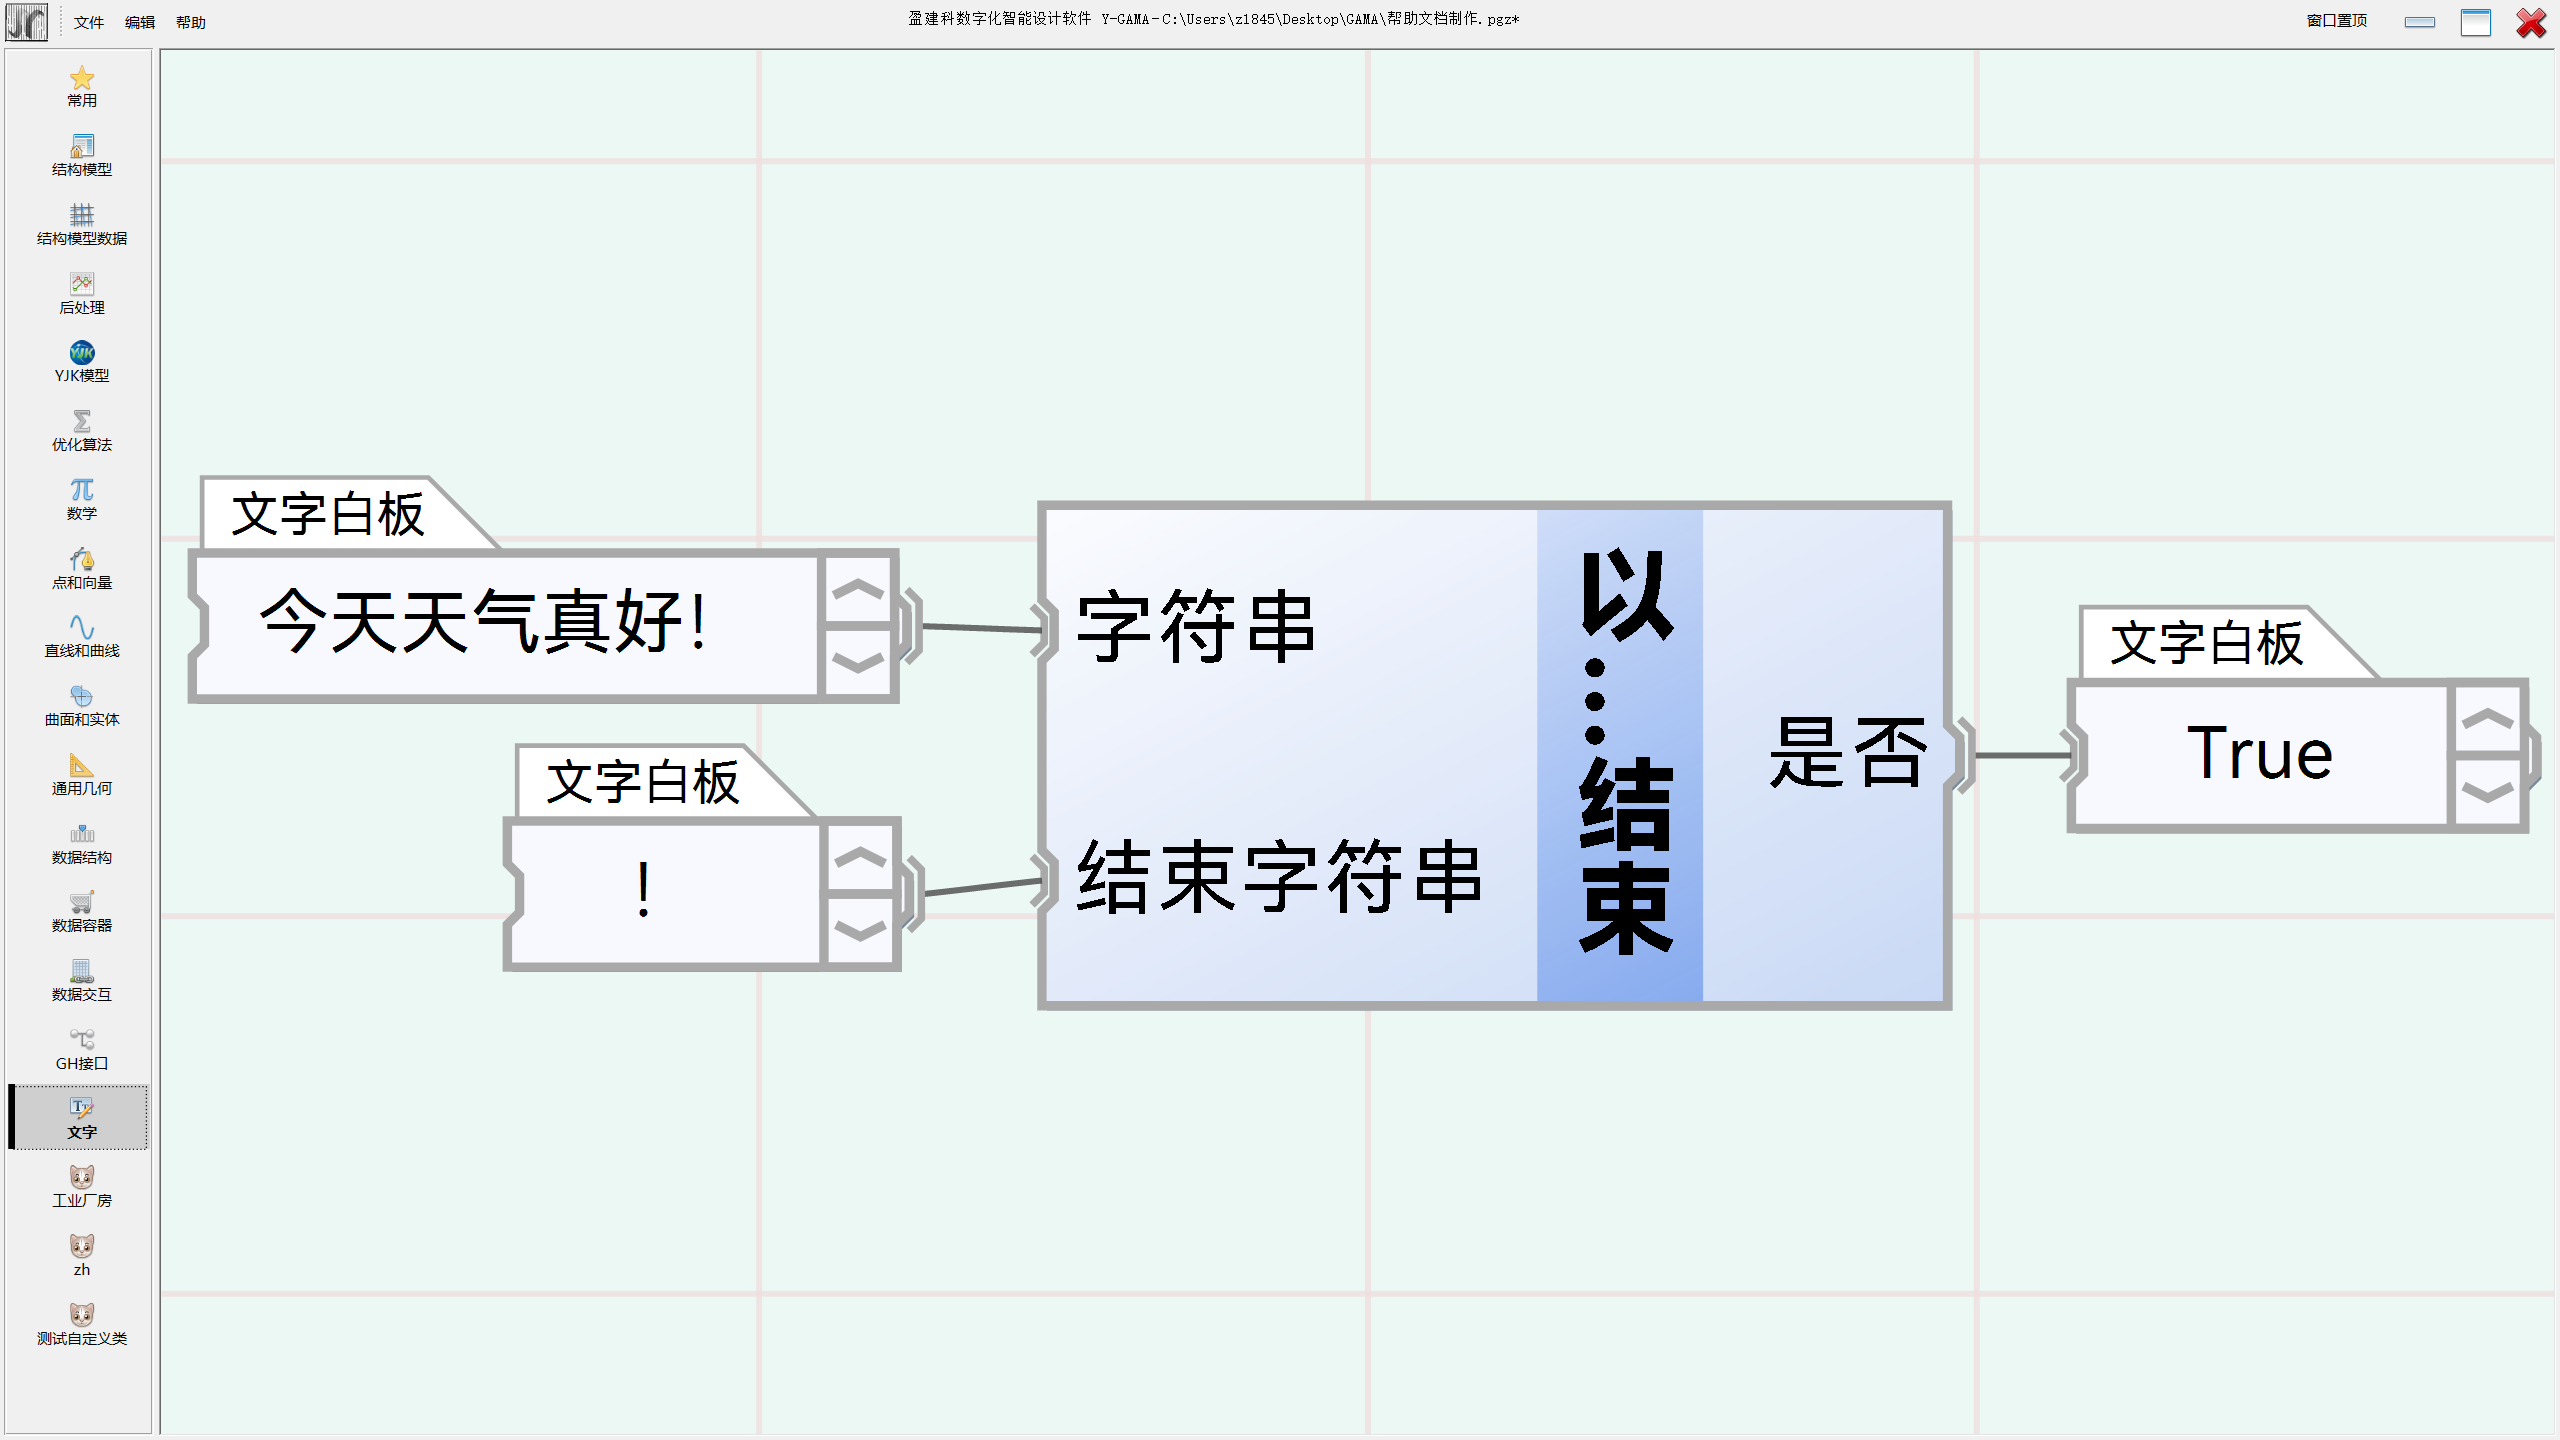 文件 编辑 帮助
盈建科数字化智能设计软件 Y-GAMA-C:\Users\z1845\Desktop\GAMA\帮助文档制作.pgz*
窗口置顶
常用
结构模型
结构模型数据
后处理
YJK
YJK模型
优化算法
数学
点和向量
直线和曲线
曲面和实体
通用几何
数据结构
数据容器
数据交互
GH接口
文字
工业厂房
zh
测试自定义类
文字白板
今天天气真好!
文字白板
!
字符串
结束字符串
以...结束
是否
文字白板
True